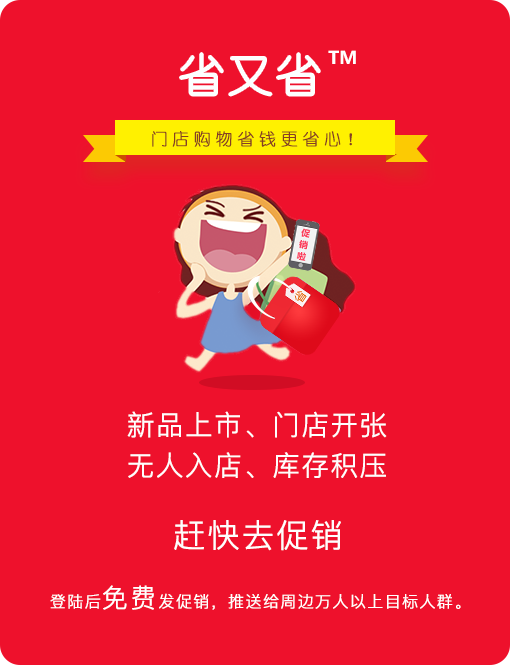 省又省™
门店购物省钱更省心！
促
销
啦
省
新品上市、门店开张
无人入店、库存积压
赶快去促销
登陆后免费发促销，推送给周边万人以上目标人群。